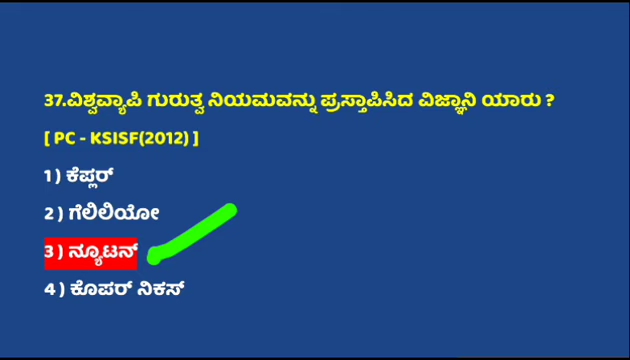 37.ವಿಶ್ವವ್ಯಾಪಿ ಗುರುತ್ವ ನಿಯಮವನ್ನು ಪ್ರಸ್ತಾಪಿಸಿದ ವಿಜ್ಞಾನಿ ಯಾರು ?
[ PC - KSISF(2012) ]
1 ) ಕೆಪ್ಲರ್
2 ) ಗೆಲಿಲಿಯೋ
3 ) ನ್ಯೂಟನ್
4 ) ಕೊಪರ್ ನಿಕಸ್